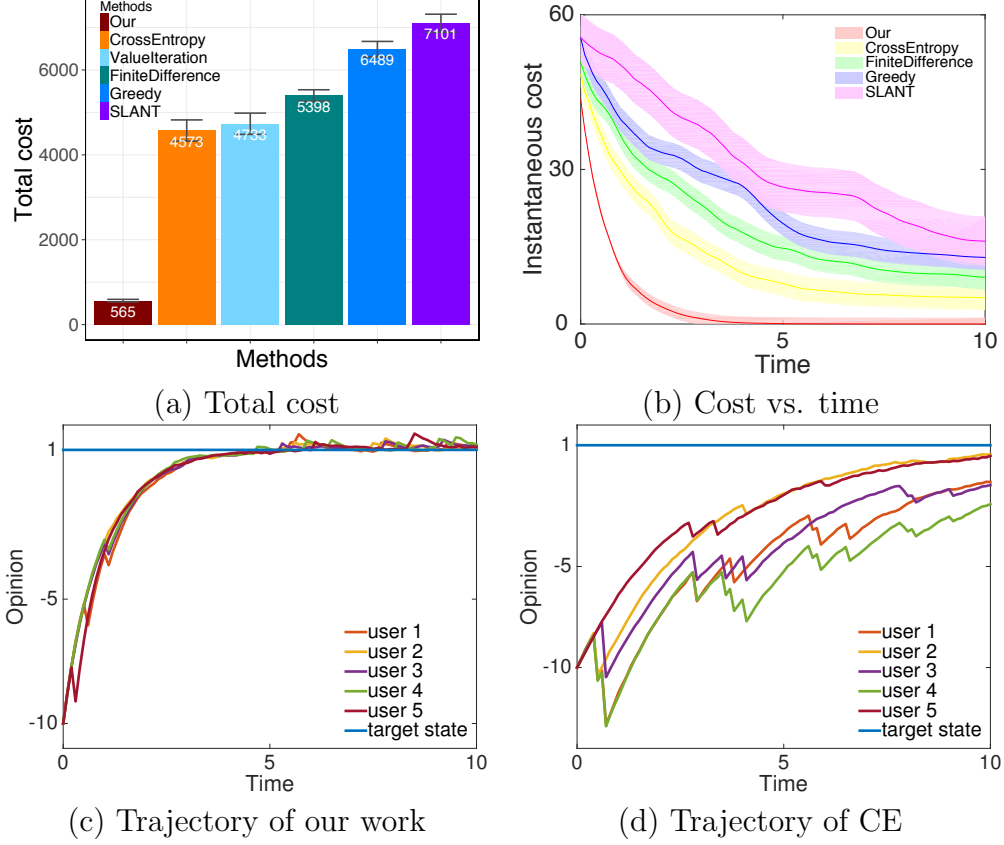 Methods
Our
CrossEntropy
ValueIteration
FiniteDifference
Greedy
SLANT
Total cost
6000
4000
2000
0
565
4573
4733
5398
6489
7101
Methods
(a) Total cost
Instantaneous cost
60
30
0
Our
CrossEntropy
FiniteDifference
Greedy
SLANT
0 5 10
Time
(b) Cost vs. time
Opinion
1
-5
-10
user 1
user 2
user 3
user 4
user 5
target state
0 5 10
Time
(c) Trajectory of our work
Opinion
1
-5
-10
user 1
user 2
user 3
user 4
user 5
target state
0 5 10
Time
(d) Trajectory of CE